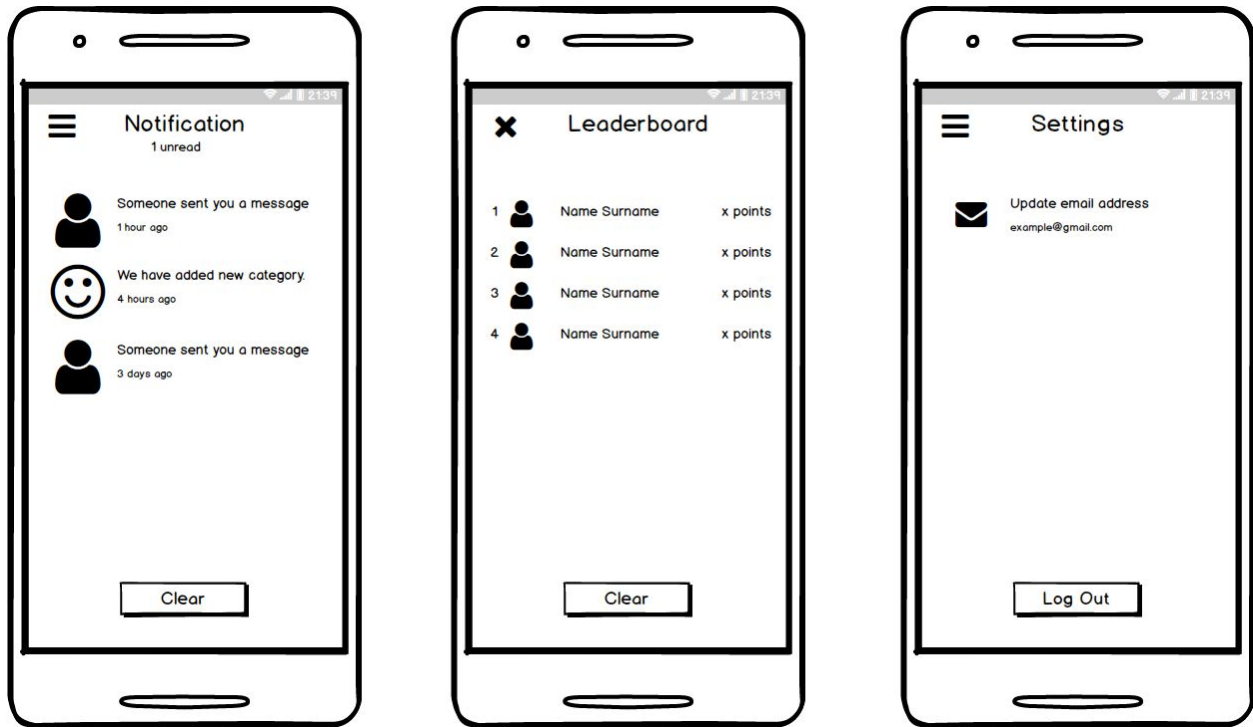 21:39
Notification
1 unread
Someone sent you a message
1 hour ago
We have added new category.
4 hours ago
Someone sent you a message
3 days ago
Clear
21:39
Leaderboard
1 Name Surname x points
2 Name Surname x points
3 Name Surname x points
4 Name Surname x points
Clear
21:39
Settings
Update email address
example@gmail.com
Log Out